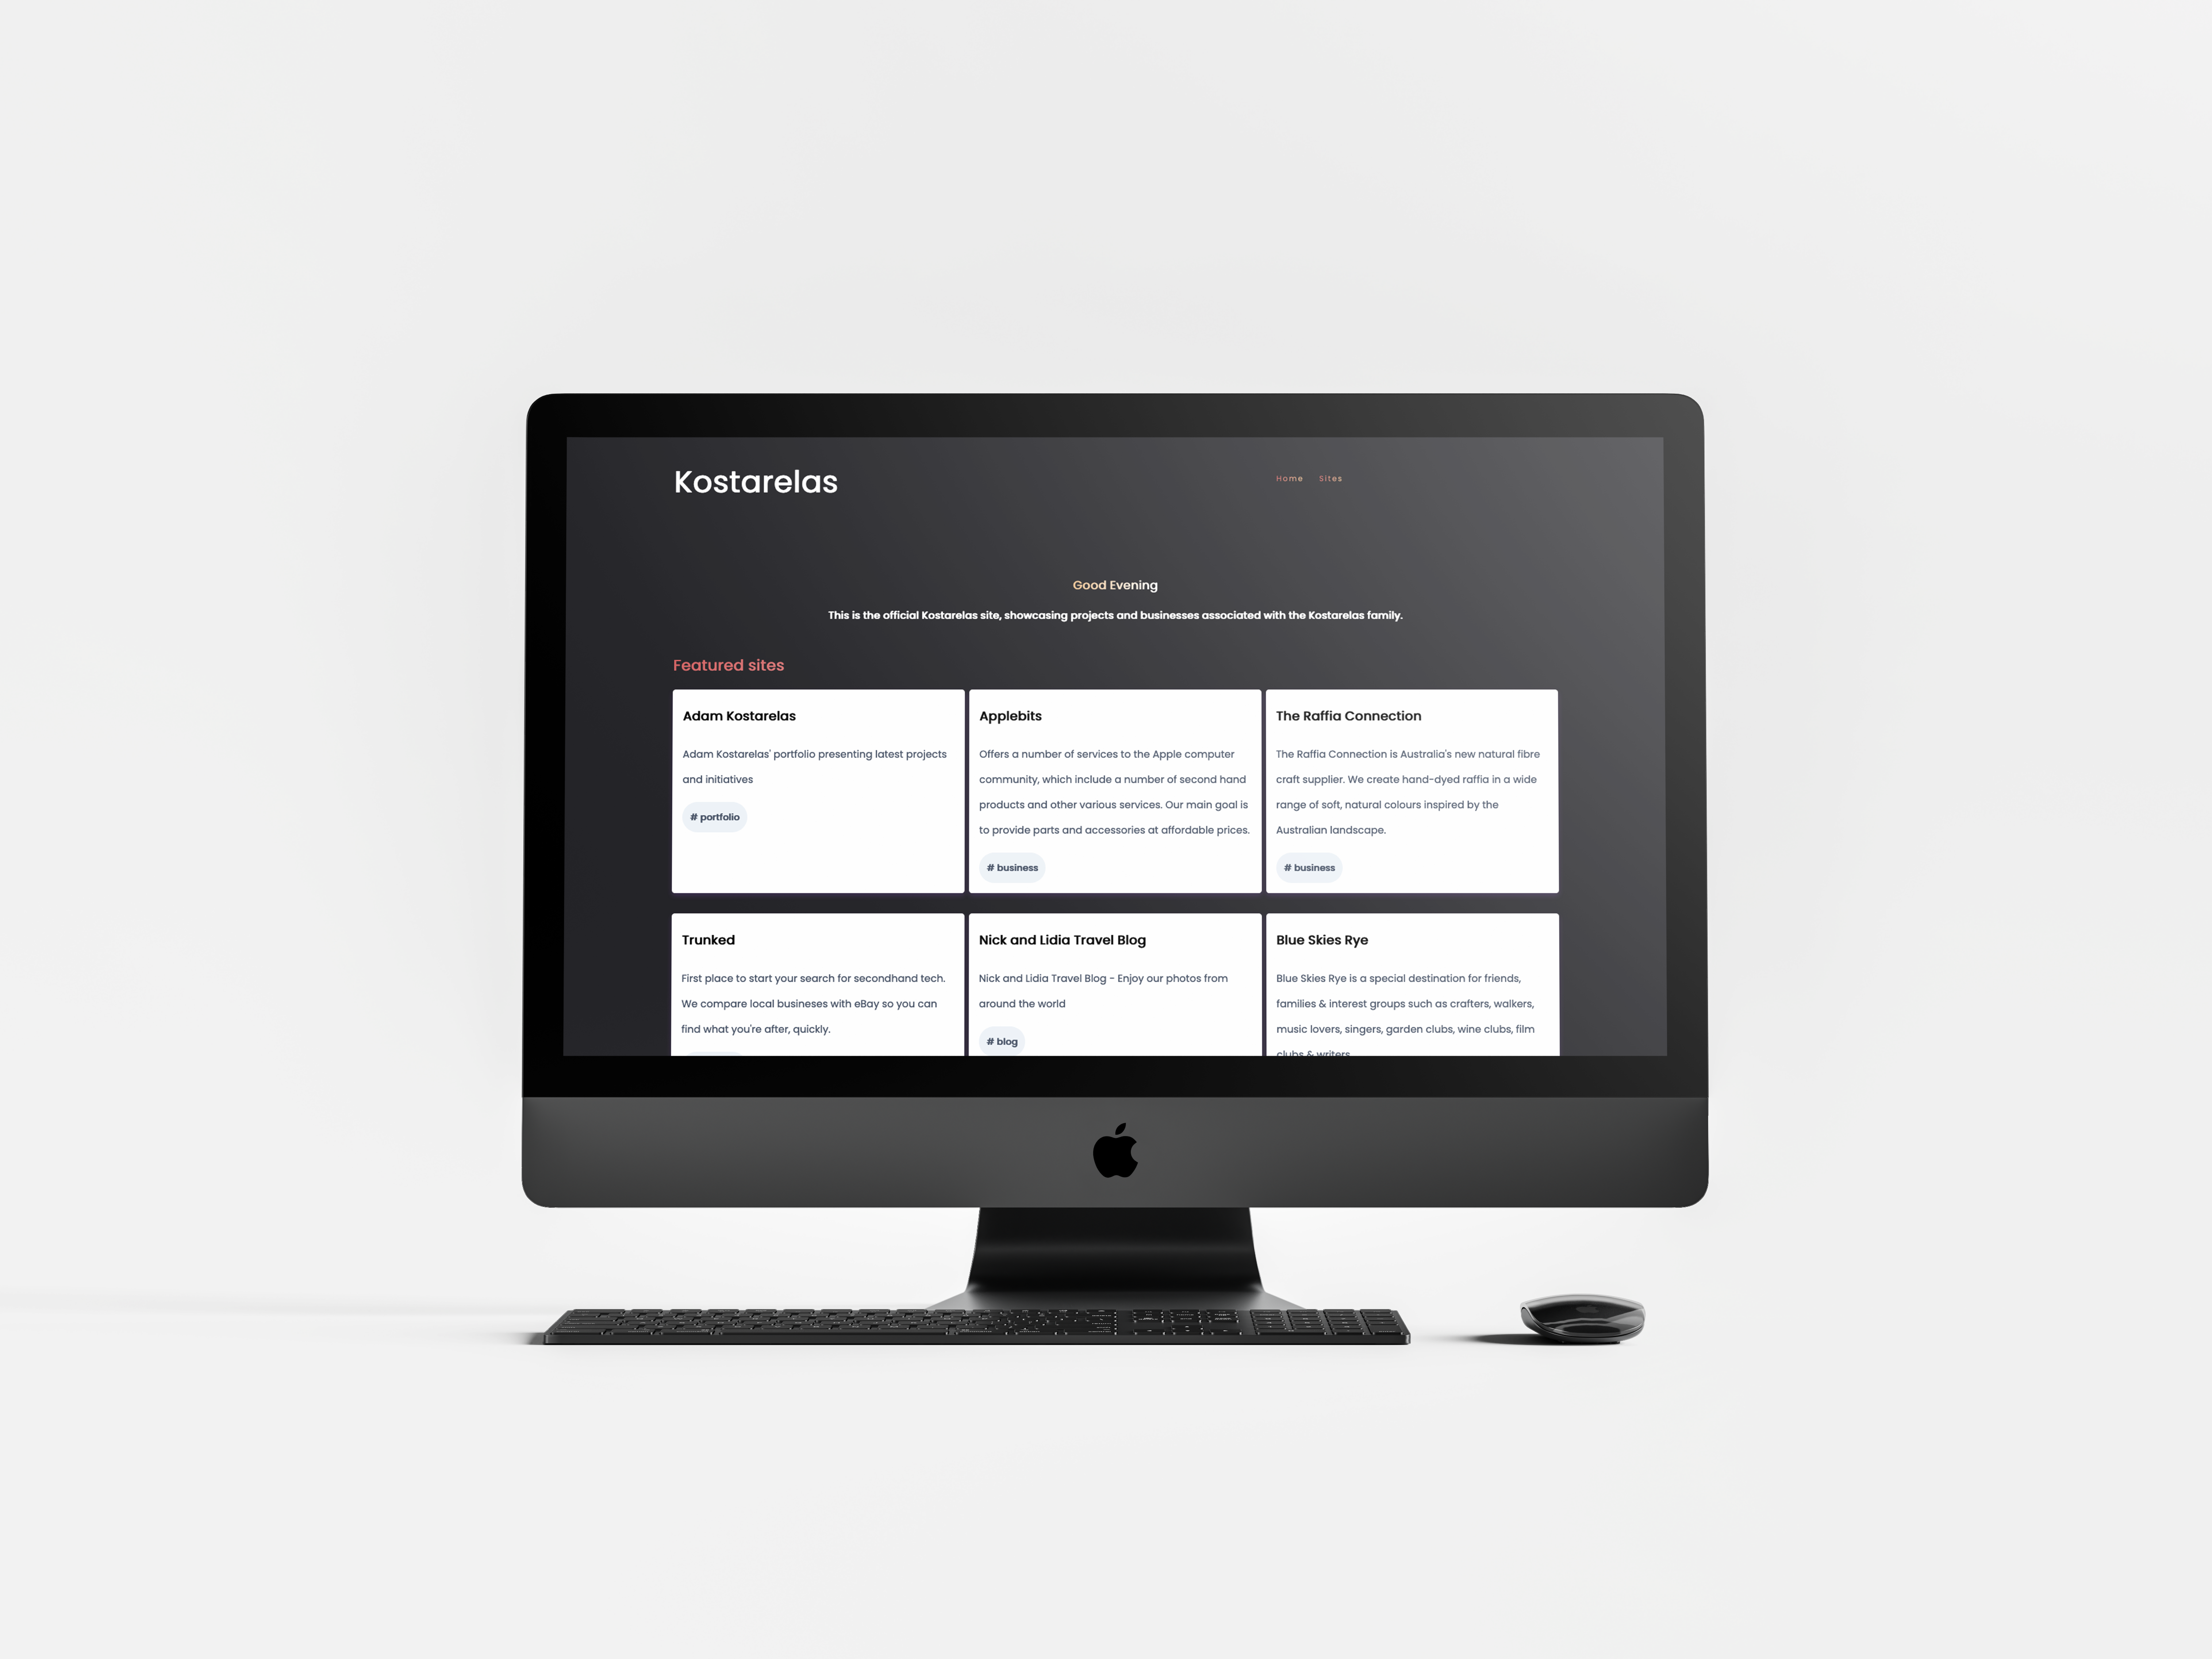 Kostarelas
Home Sites
Good Evening
This is the official Kostarelas site, showcasing projects and businesses associated with the Kostarelas family.
Featured sites
Adam Kostarelas
Adam Kostarelas' portfolio presenting latest projects
and initiatives
# portfolio
Applebits
Offers a number of services to the Apple computer
community, which include a number of second hand
products and other various services. Our main goal is
to provide parts and accessories at affordable prices.
# business
The Raffia Connection
The Raffia Connection is Australia's new natural fibre
craft supplier. We create hand-dyed raffia in a wide
range of soft, natural colours inspired by the
Australian landscape.
# business
Trunked
First place to start your search for secondhand tech.
We compare local busineses with eBay so you can
find what you're after, quickly.
Nick and Lidia Travel Blog
Nick and Lidia Travel Blog - Enjoy our photos from
around the world
# blog
Blue Skies Rye
Blue Skies Rye is a special destination for friends,
families & interest groups such as crafters, walkers,
music lovers, singers, garden clubs, wine clubs, film
clubs & writers